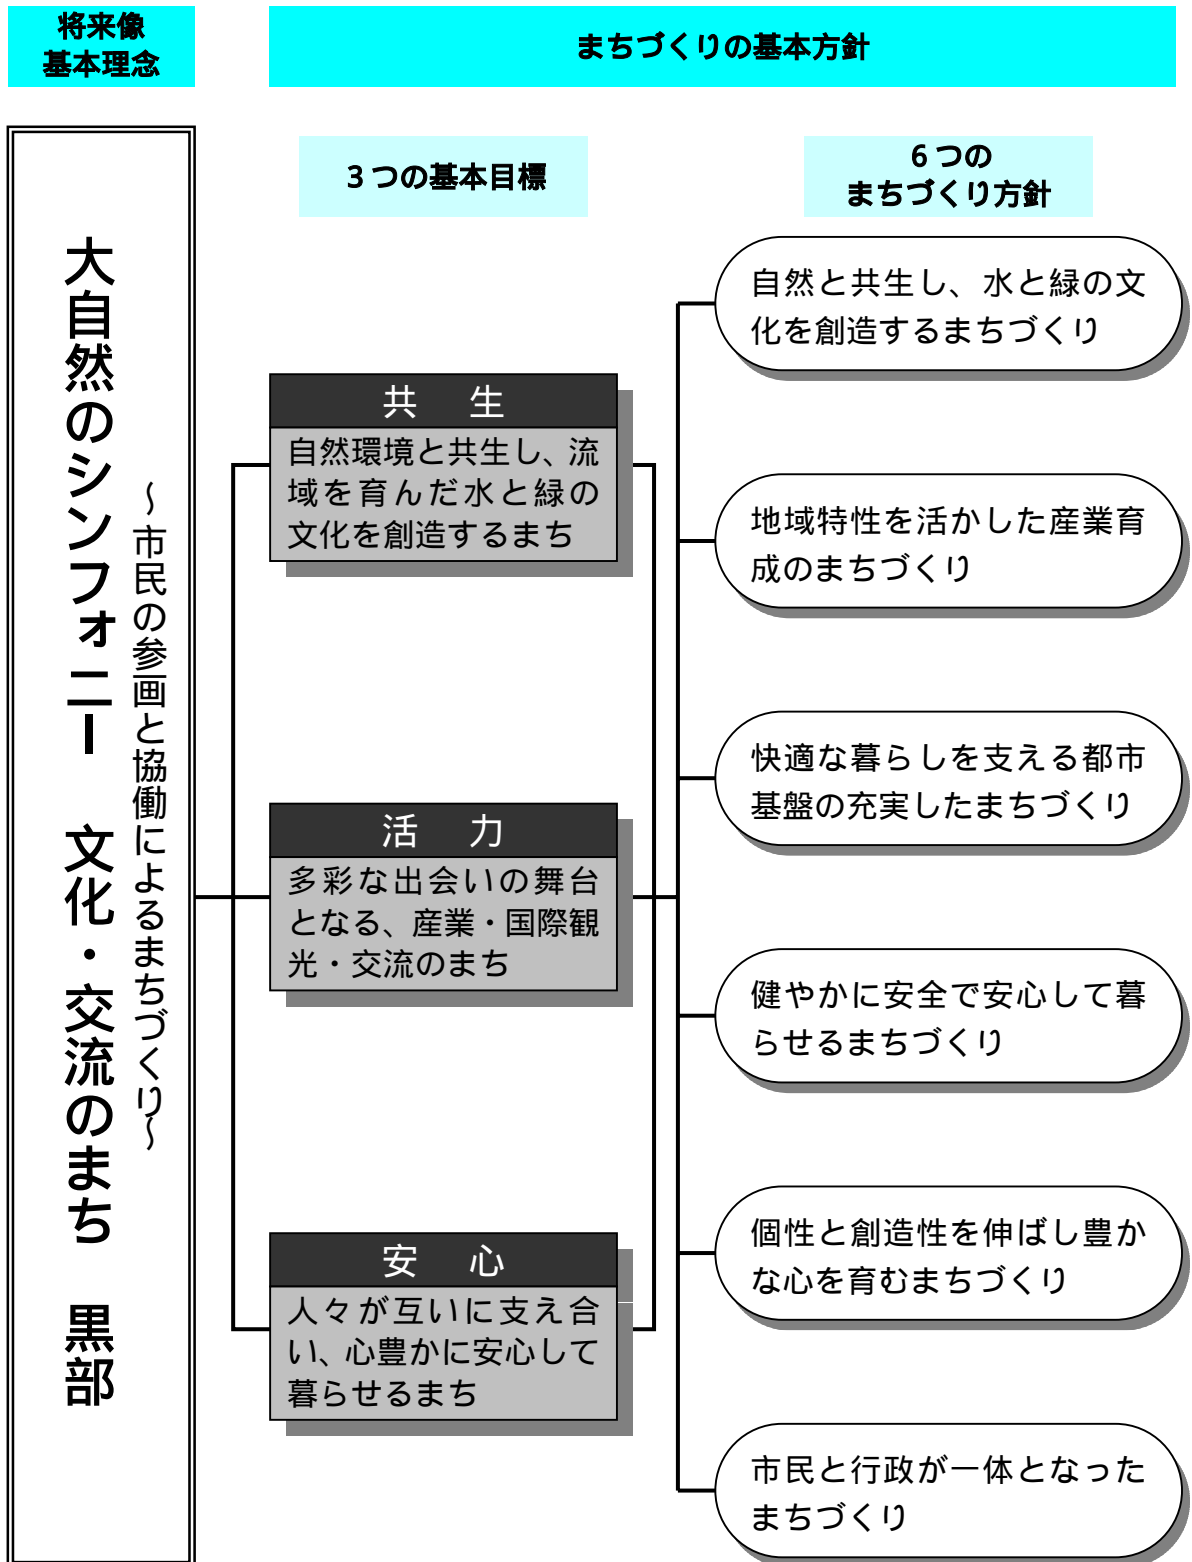 将来像
基本理念
まちづくりの基本方針
大自然のシンフォニー 文化・交流のまち 黒部
～市民の参画と協働によるまちづくり～
3つの基本目標
共 生
自然環境と共生し、流
域を育んだ水と緑の
文化を創造するまち
活 力
多彩な出会いの舞台
となる、産業・国際観
光・交流のまち
安 心
人々が互いに支え合
い、心豊かに安心して
暮らせるまち
6つの
まちづくり方針
自然と共生し、水と緑の文
化を創造するまちづくり
地域特性を活かした産業育
成のまちづくり
快適な暮らしを支える都市
基盤の充実したまちづくり
健やかに安全で安心して暮
らせるまちづくり
個性と創造性を伸ばし豊か
な心を育むまちづくり
市民と行政が一体となった
まちづくり